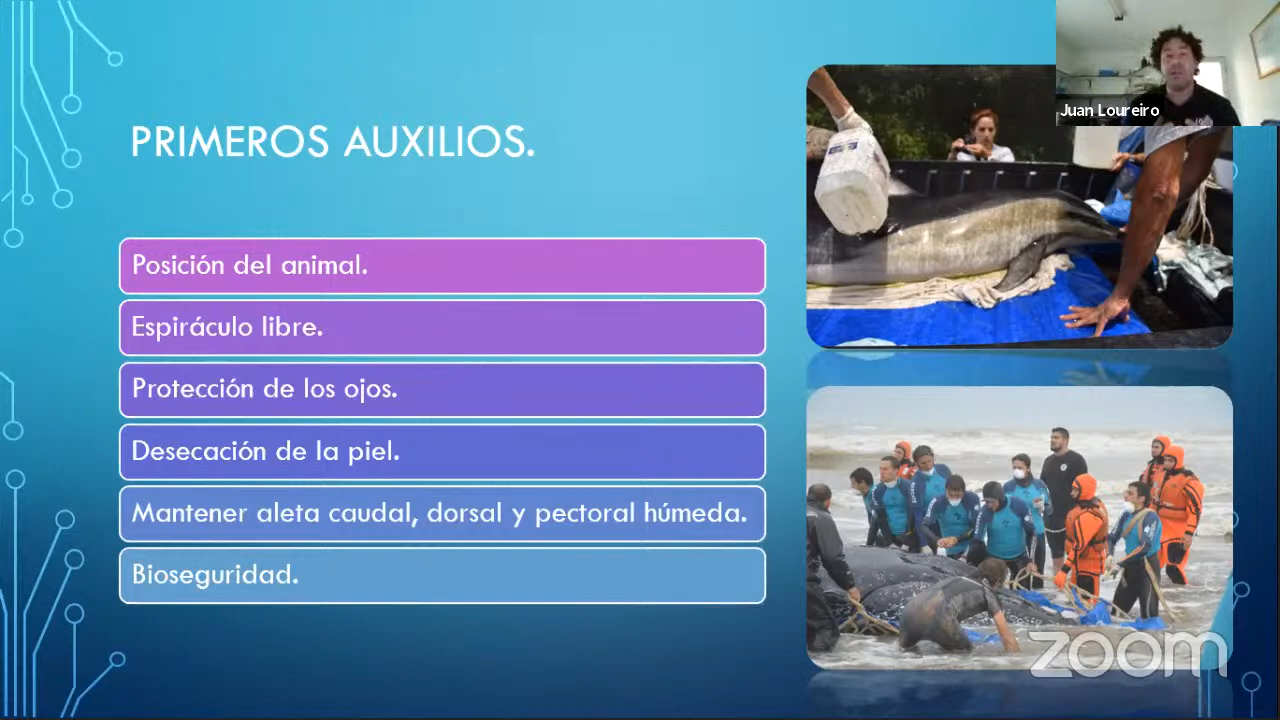 Juan Loureiro
PRIMEROS AUXILIOS.
Posición del animal.
Espiráculo libre.
Protección de los ojos.
Desecación de la piel.
Mantener aleta caudal, dorsal y pectoral húmeda.
Bioseguridad.
zoom